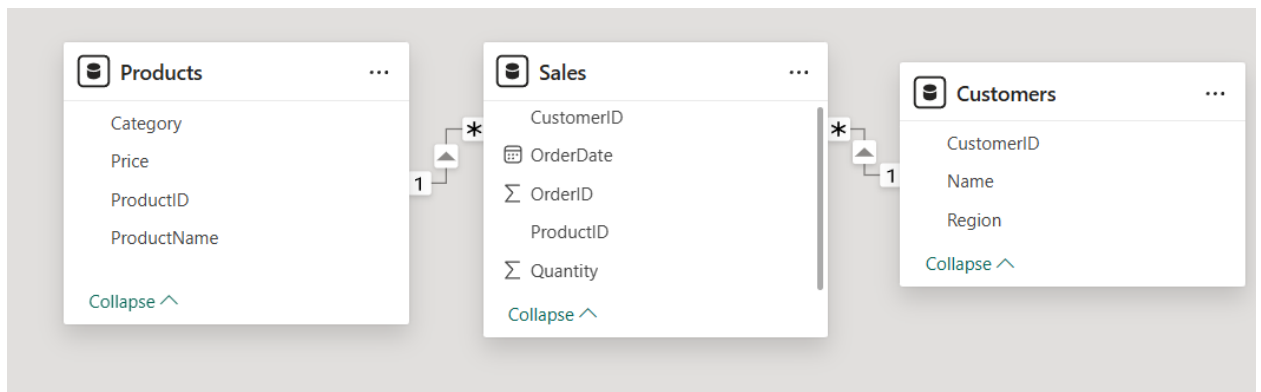 Products
...
Category
Price
ProductID
ProductName
Collapse
1
*
Sales
...
CustomerID
OrderDate
∑ OrderID
ProductID
∑ Quantity
Collapse
*
1
Customers
...
CustomerID
Name
Region
Collapse